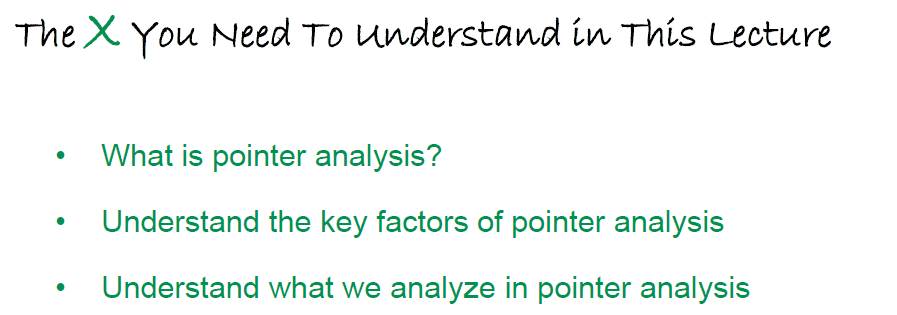 The X You Need To Understand in This Lecture
• What is pointer analysis?
• Understand the key factors of pointer analysis
• Understand what we analyze in pointer analysis